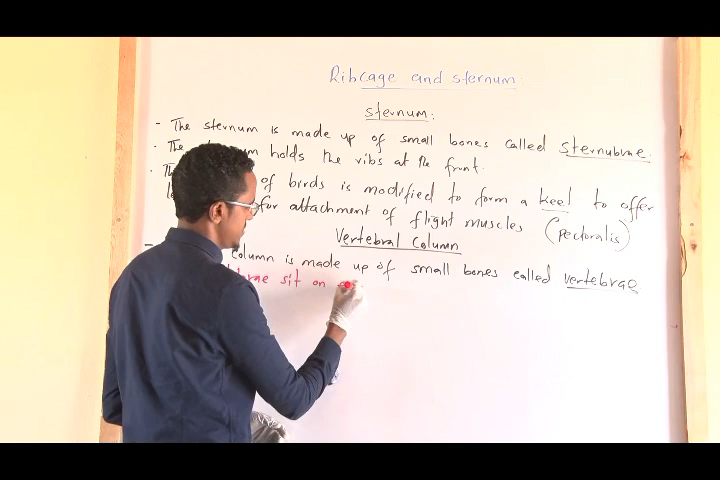 Ribcage and sternum
Sternum:
- The sternum is made up of small bones called Sternubrae.
. The holds the ribs at the front.
. of birds is modified to form a keel to offer
for attachment of flight muscles (pectoralis)
Vertebral Column
- column is made up of small bones called vertebrae
sit on